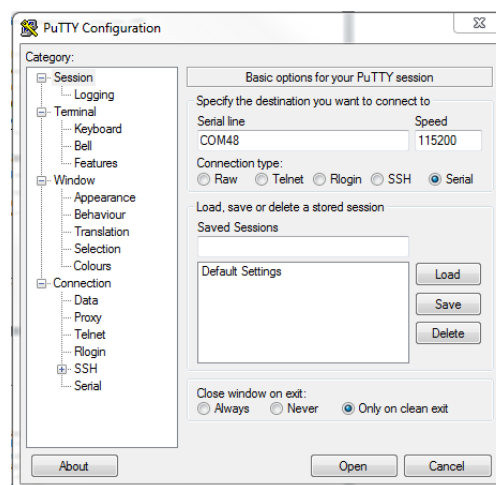 PuTTY Configuration
Category:
Session
Logging
Terminal
Keyboard
Bell
Features
Window
Appearance
Behaviour
Translation
Selection
Colours
Connection
Data
Proxy
Telnet
Rlogin
SSH
Serial
Basic options for your PuTTY session
Specify the destination you want to connect to
Serial line Speed
COM48 115200
Connection type:
Raw Telnet Rlogin SSH Serial
Load, save or delete a stored session
Saved Sessions
Default Settings
Load
Save
Delete
Close window on exit:
Always Never Only on clean exit
About Open Cancel